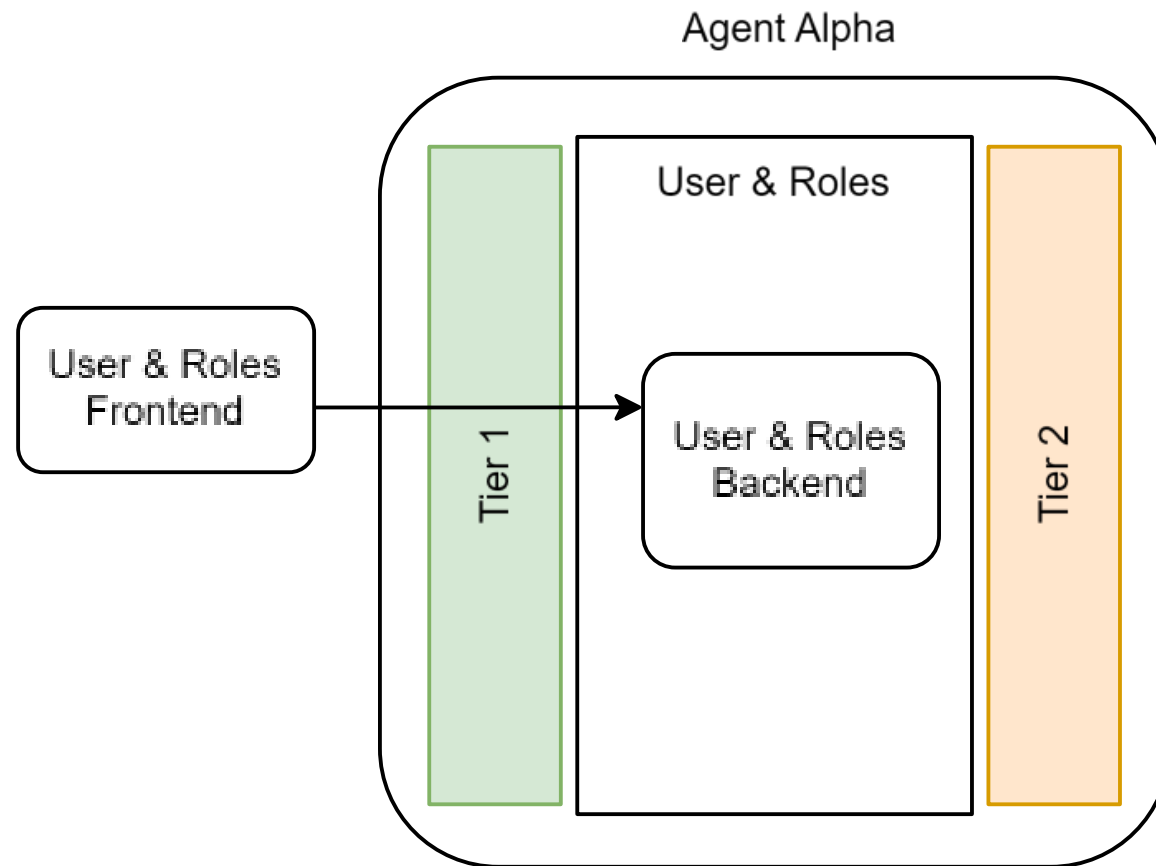 Agent Alpha
User & Roles
User & Roles
Frontend
Tier 1
User & Roles
Backend
Tier 2